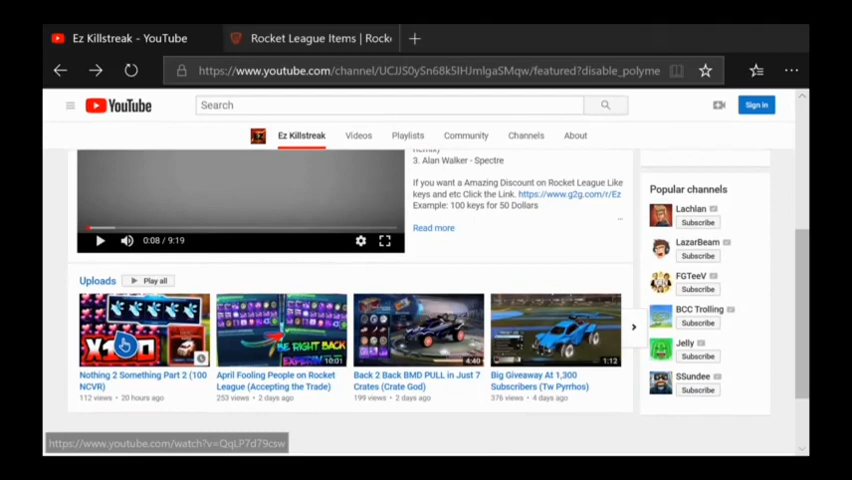 Ez Killstreak - YouTube
Rocket League Items | Rock
https://www.youtube.com/channel/UCJJS0ySn68k5IHJmlgaSMqw/featured?disable_polyme
YouTube
Search
Sign in
Ez Killstreak
Videos
Playlists
Community
Channels
About
Remix)
3. Alan Walker - Spectre
If you want a Amazing Discount on Rocket League Like
keys and etc Click the Link. https://www.g2g.com/r/Ez
Example: 100 keys for 50 Dollars
Read more
0:08 / 9:19
Uploads
Play all
X100
BE RIGHT BACK
10:01
4:40
1:12
Nothing 2 Something Part 2 (100
NCVR)
112 views • 20 hours ago
April Fooling People on Rocket
League (Accepting the Trade)
253 views • 2 days ago
Back 2 Back BMD PULL in Just 7
Crates (Crate God)
199 views • 2 days ago
Big Giveaway At 1,300
Subscribers (Tw Pyrrhos)
376 views • 4 days ago
Popular channels
Lachlan
Subscribe
LazarBeam
Subscribe
FGTeeV
Subscribe
BCC Trolling
Subscribe
Jelly
Subscribe
SSundee
Subscribe
https://www.youtube.com/watch?v=QqLP7d79csw